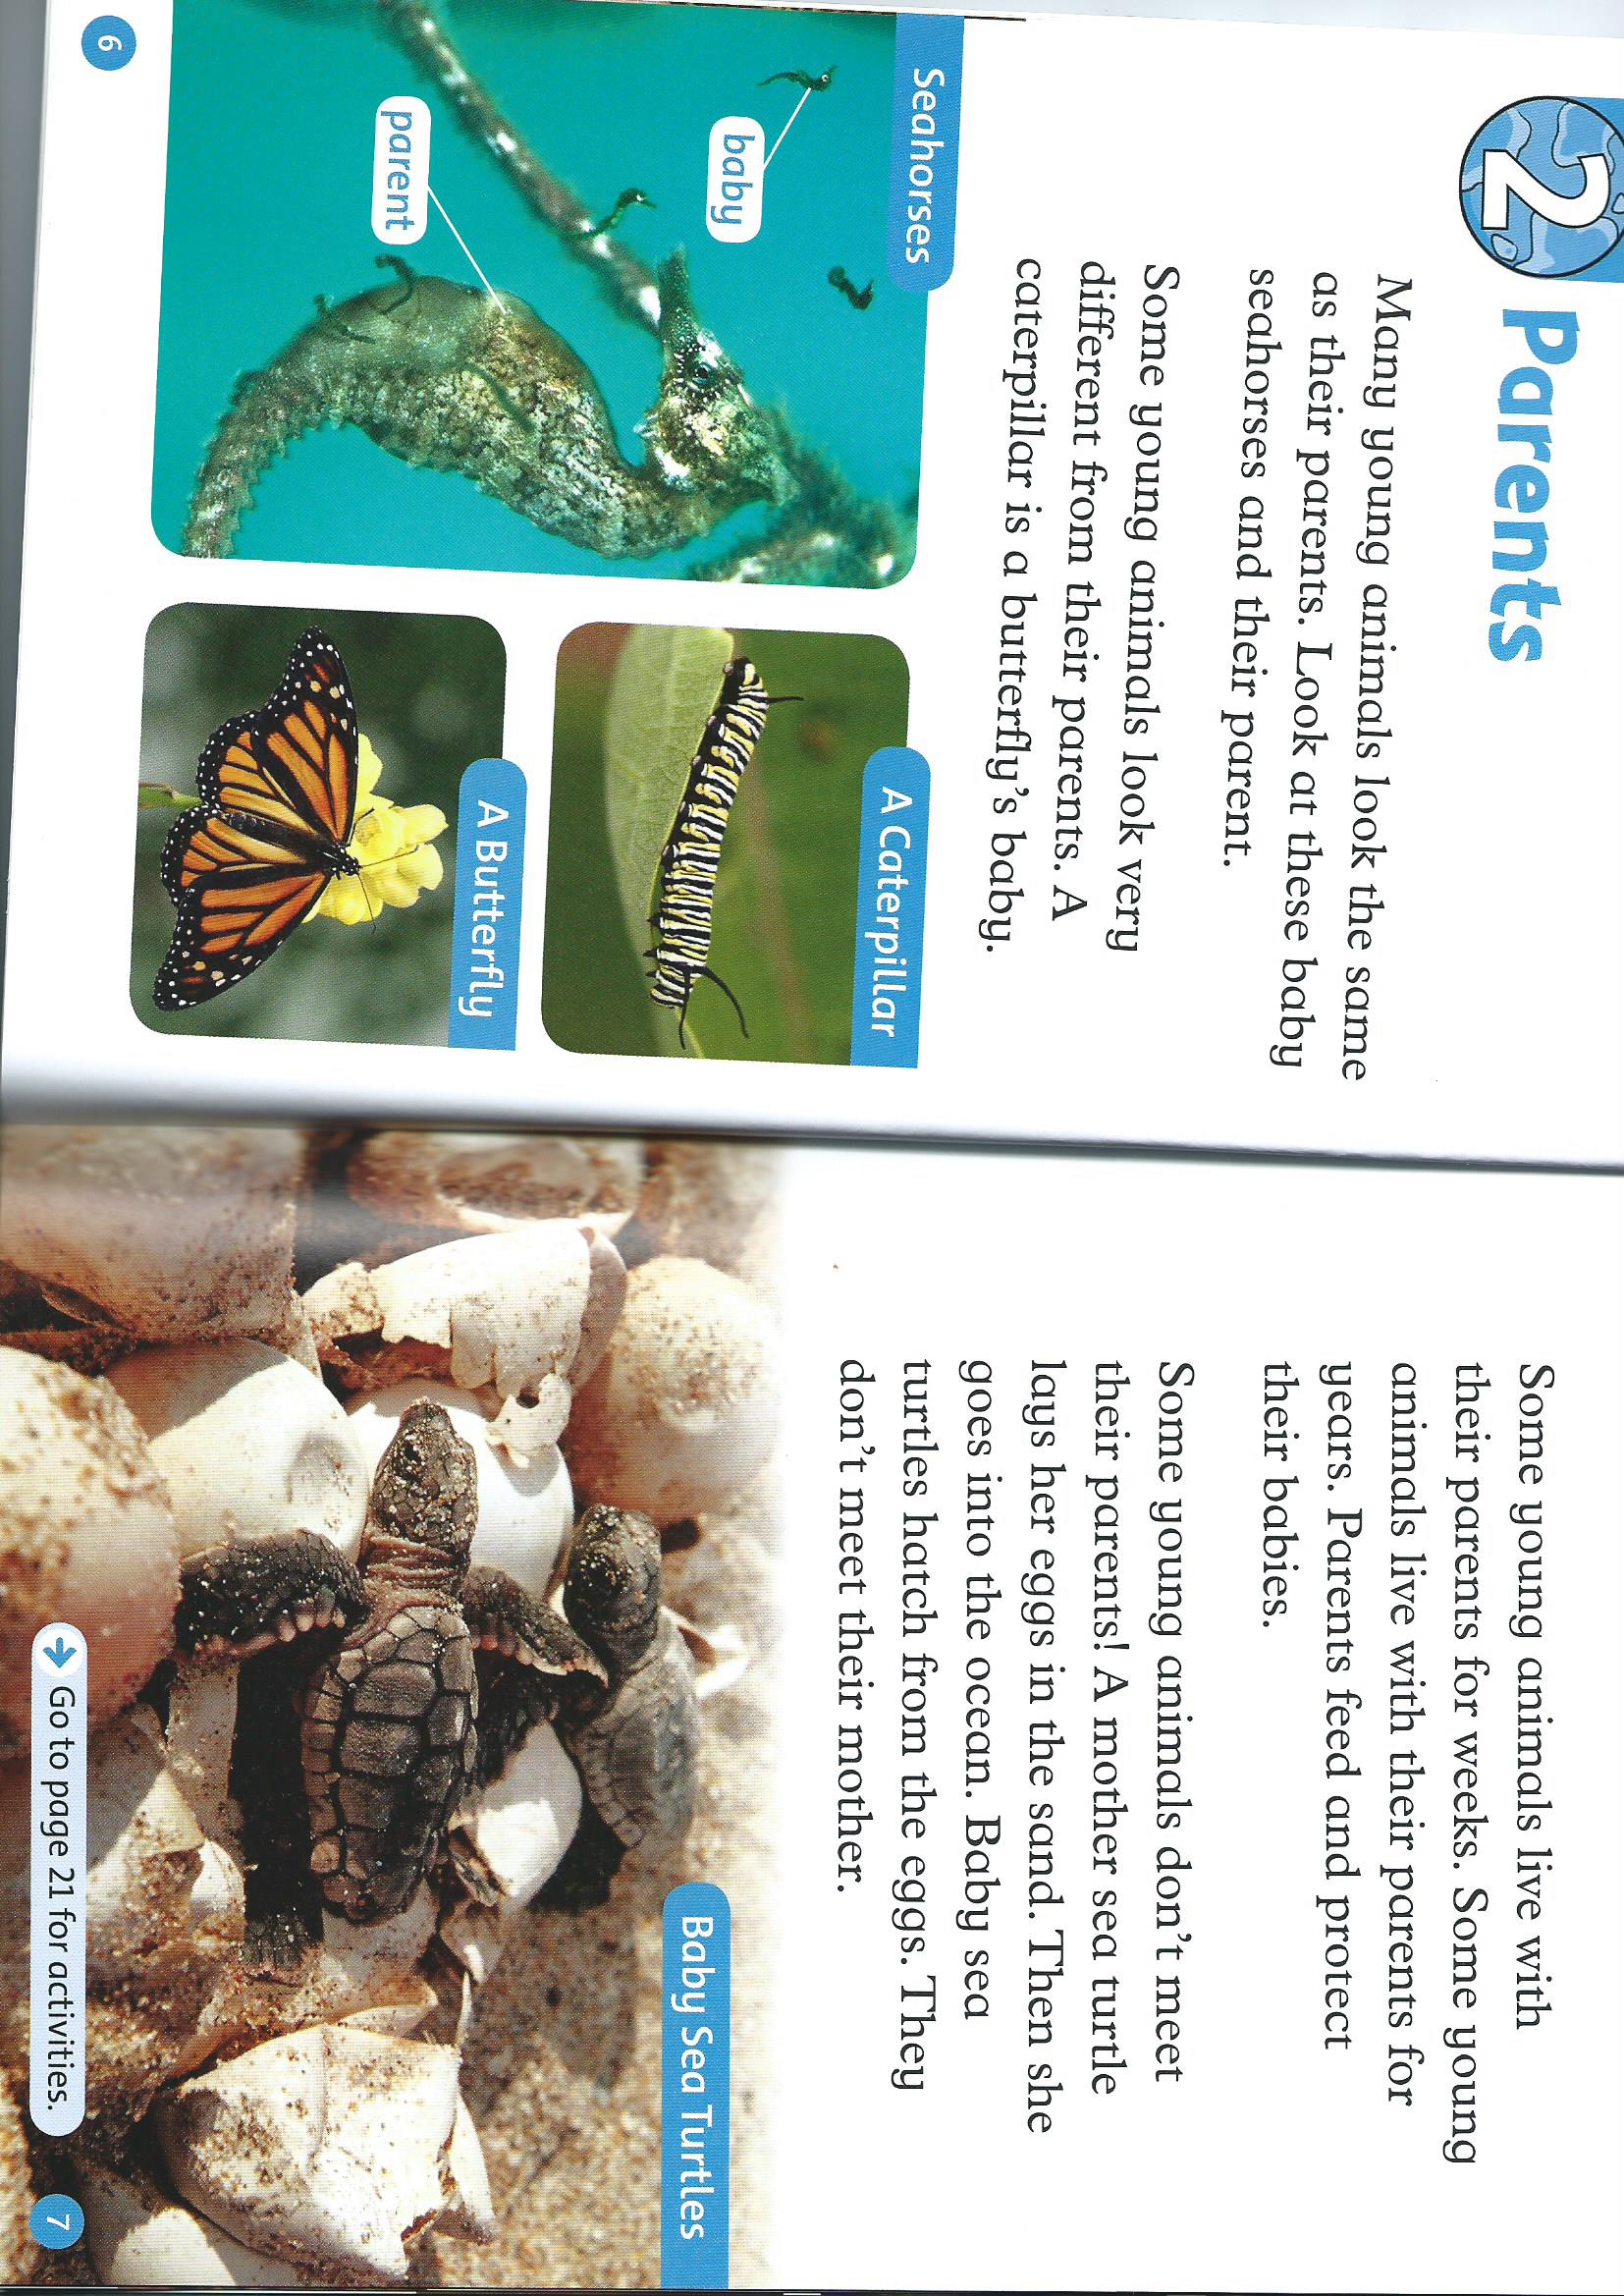 2 Parents
Many young animals look the same
as their parents. Look at these baby
seahorses and their parent.
Some young animals look very
different from their parents. A
caterpillar is a butterfly's baby.
Seahorses
baby
parent
A Caterpillar
A Butterfly
6
Some young animals live with
their parents for weeks. Some young
animals live with their parents for
years. Parents feed and protect
their babies.
Some young animals don't meet
their parents! A mother sea turtle
lays her eggs in the sand. Then she
goes into the ocean. Baby sea
turtles hatch from the eggs. They
don't meet their mother.
Baby Sea Turtles
Go to page 21 for activities.
7